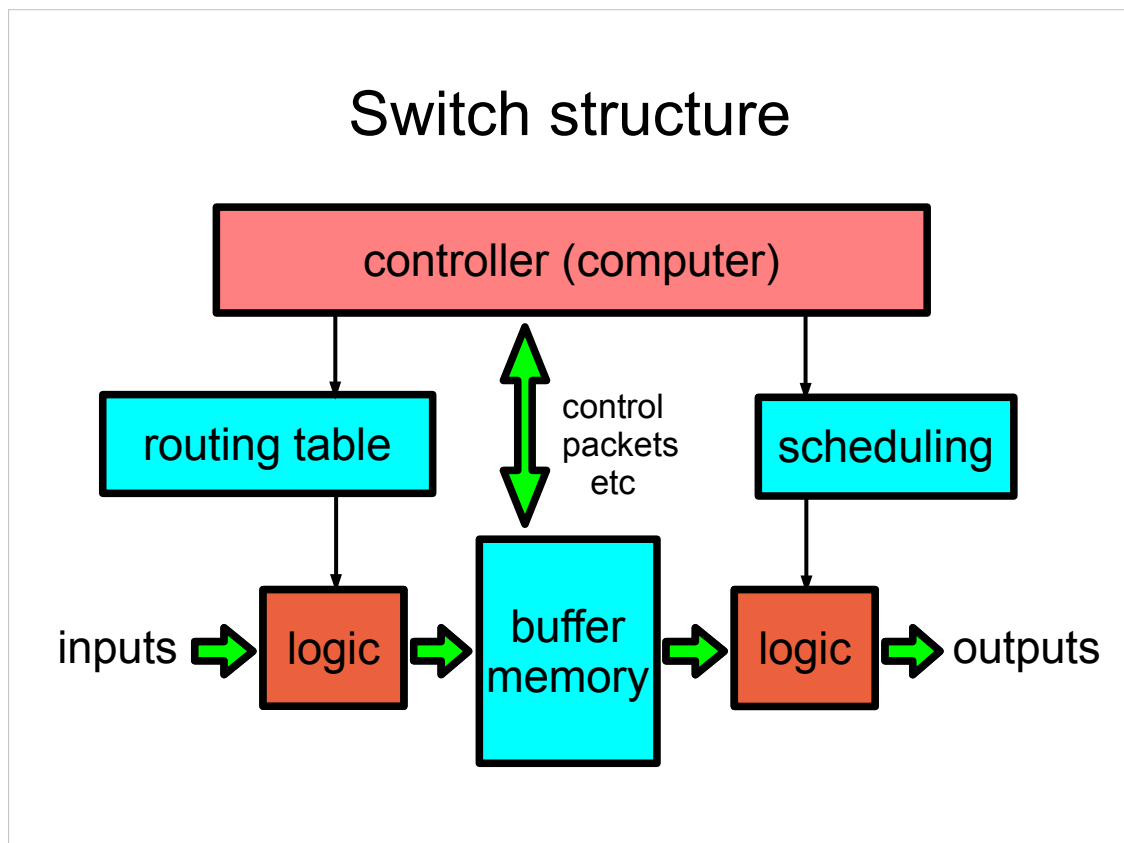 Switch structure
controller (computer)
routing table
control
packets
etc
scheduling
inputs
logic
buffer
memory
logic
outputs